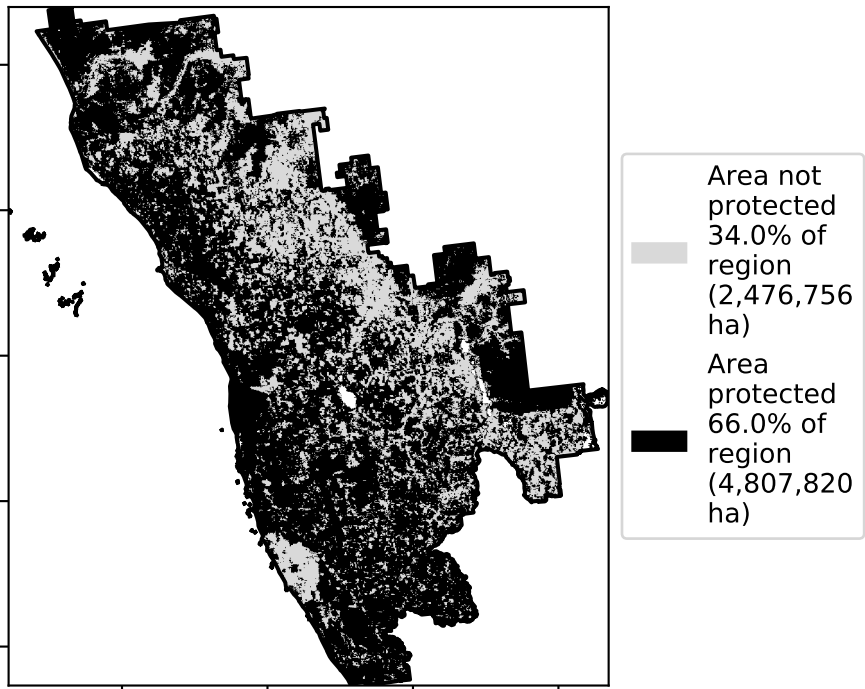 Area not
protected
34.0% of
region
(2,476,756
ha)
Area
protected
66.0% of
region
(4,807,820
ha)